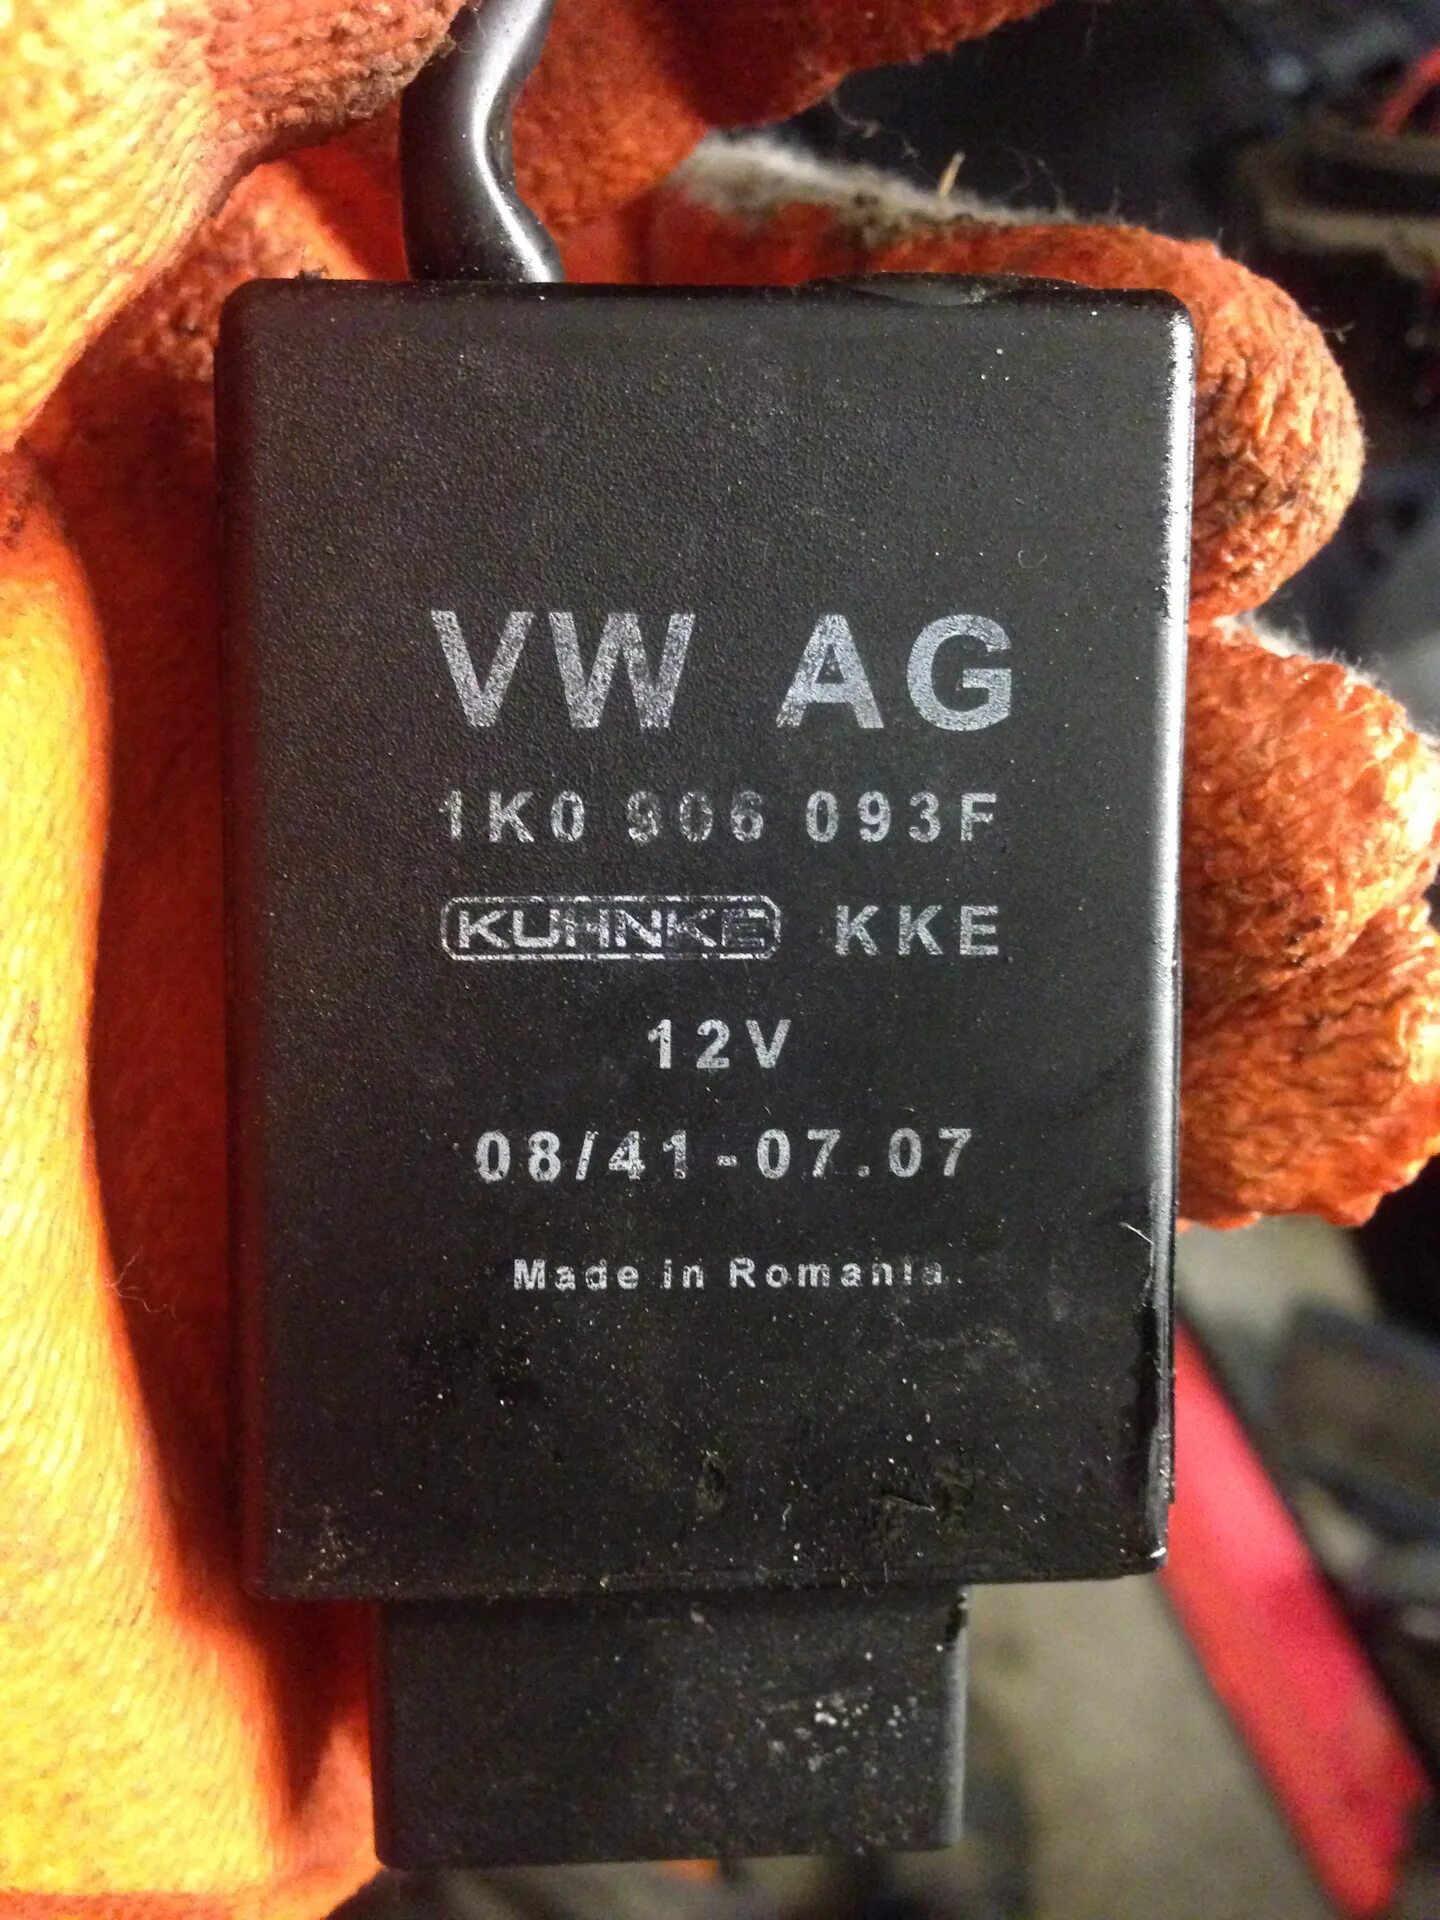 VW AG
1K0 906 093F
KUHNKE KKE
12V
08/41-07.07
Made in Romania